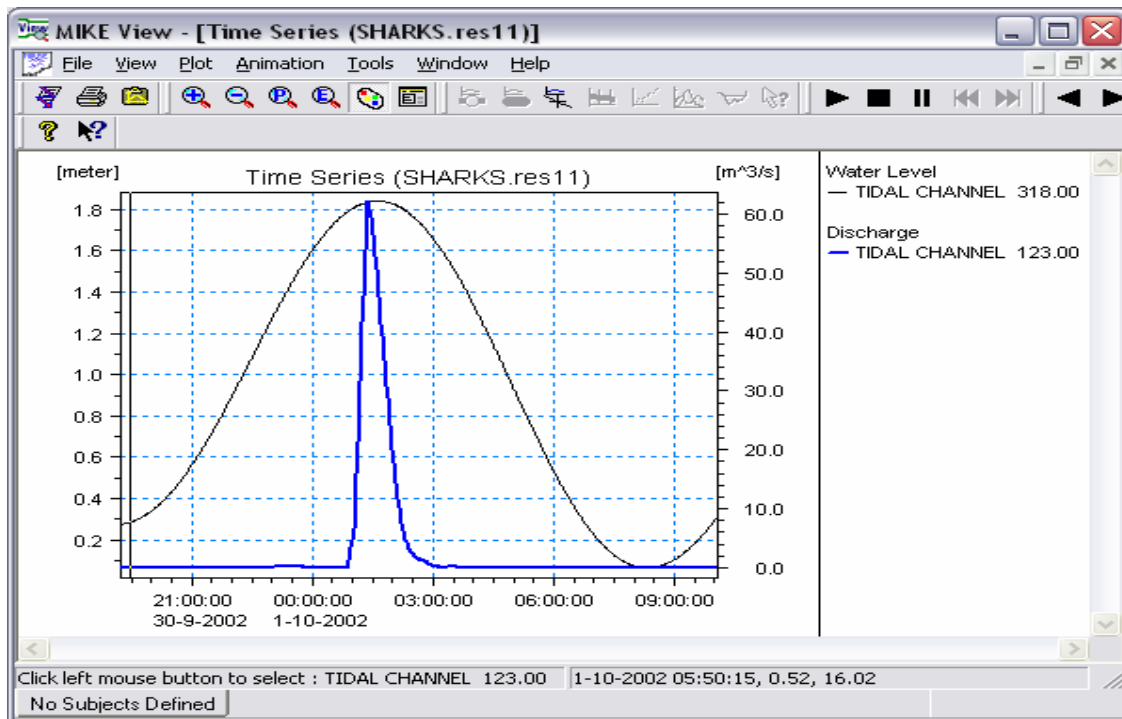 MIKE View - [Time Series (SHARKS.res11)]
File View Plot Animation Tools Window Help
[meter] Time Series (SHARKS.res11) [m^3/s]
1.8
1.6
1.4
1.2
1.0
0.8
0.6
0.4
0.2
60.0
50.0
40.0
30.0
20.0
10.0
0.0
21:00:00 00:00:00 03:00:00 06:00:00 09:00:00
30-9-2002 1-10-2002
Water Level
TIDAL CHANNEL 318.00
Discharge
TIDAL CHANNEL 123.00
Click left mouse button to select : TIDAL CHANNEL 123.00 1-10-2002 05:50:15, 0.52, 16.02
No Subjects Defined